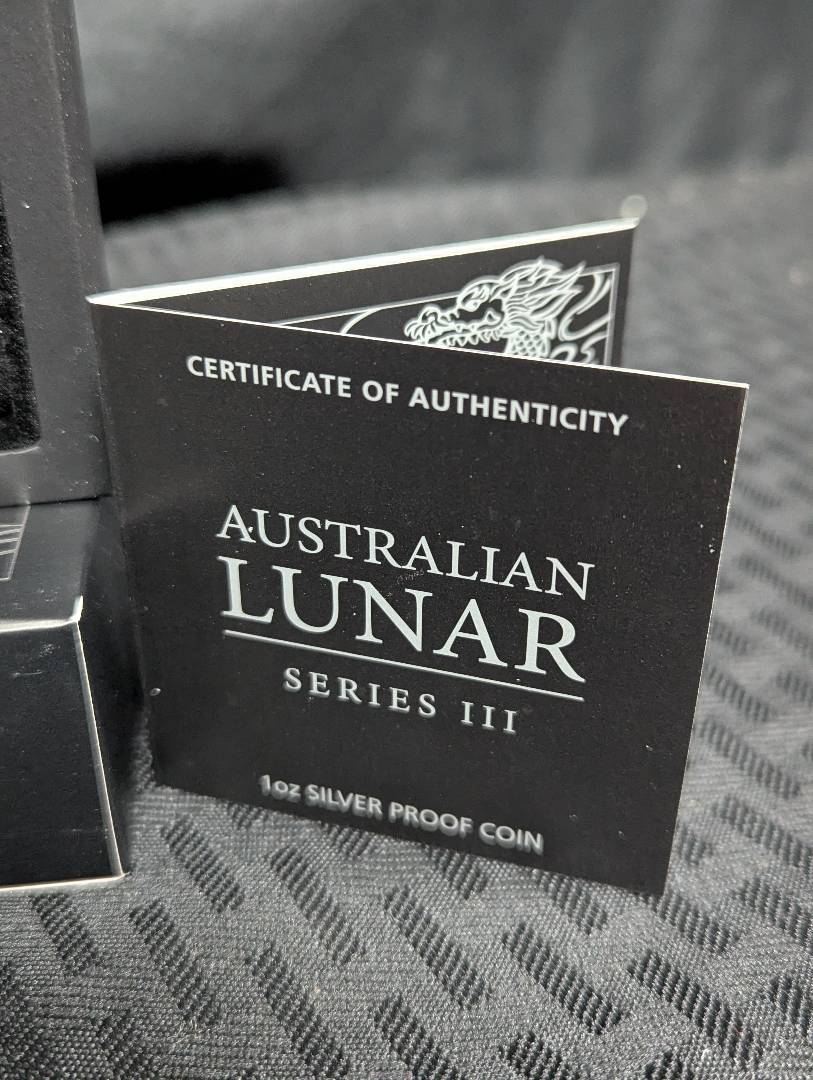 CERTIFICATE OF AUTHENTICITY
AUSTRALIAN
LUNAR
SERIES III
1oz SILVER PROOF COIN